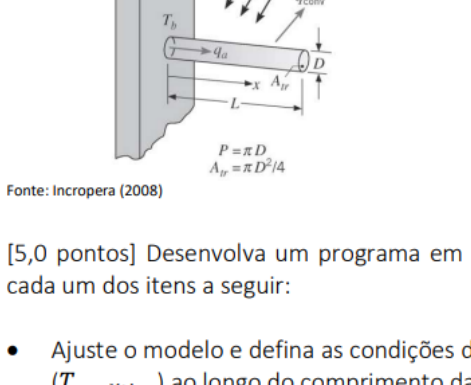 T_b
q_a
D
x A_tr
L
P = πD
A_tr = πD²/4
Fonte: Incropera (2008)
[5,0 pontos] Desenvolva um programa em
cada um dos itens a seguir:
• Ajuste o modelo e defina as condições
ao longo do comprimento da